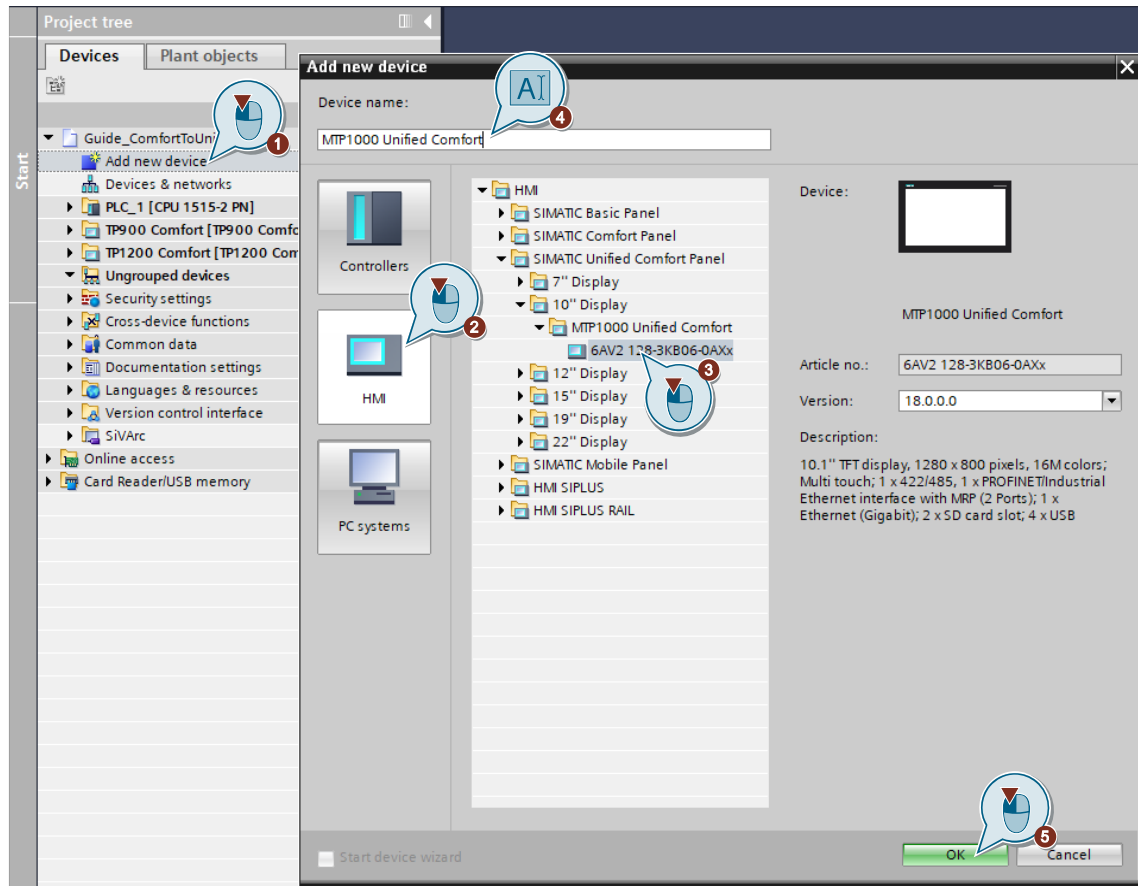 Project tree
Devices
Plant objects
Start
Guide_ComfortToUni
Add new device
Devices & networks
PLC_1 [CPU 1515-2 PN]
TP900 Comfort [TP900 Comfo
TP1200 Comfort [TP1200 Com
Ungrouped devices
Security settings
Cross-device functions
Common data
Documentation settings
Languages & resources
Version control interface
SiVArc
Online access
Card Reader/USB memory
1
Add new device
Device name:
MTP1000 Unified Comfort
A
4
Controllers
HMI
PC systems
2
HMI
SIMATIC Basic Panel
SIMATIC Comfort Panel
SIMATIC Unified Comfort Panel
7'' Display
10'' Display
MTP1000 Unified Comfort
6AV2 128-3KB06-0AXx
12'' Display
15'' Display
19'' Display
22'' Display
SIMATIC Mobile Panel
HMI SIPLUS
HMI SIPLUS RAIL
3
Device:
MTP1000 Unified Comfort
Article no.: 6AV2 128-3KB06-0AXx
Version: 18.0.0.0
Description:
10.1" TFT display, 1280 x 800 pixels, 16M colors;
Multi touch; 1 x 422/485, 1 x PROFINET/Industrial
Ethernet interface with MRP (2 Ports); 1 x
Ethernet (Gigabit); 2 x SD card slot; 4 x USB
Start device wizard
5
OK
Cancel